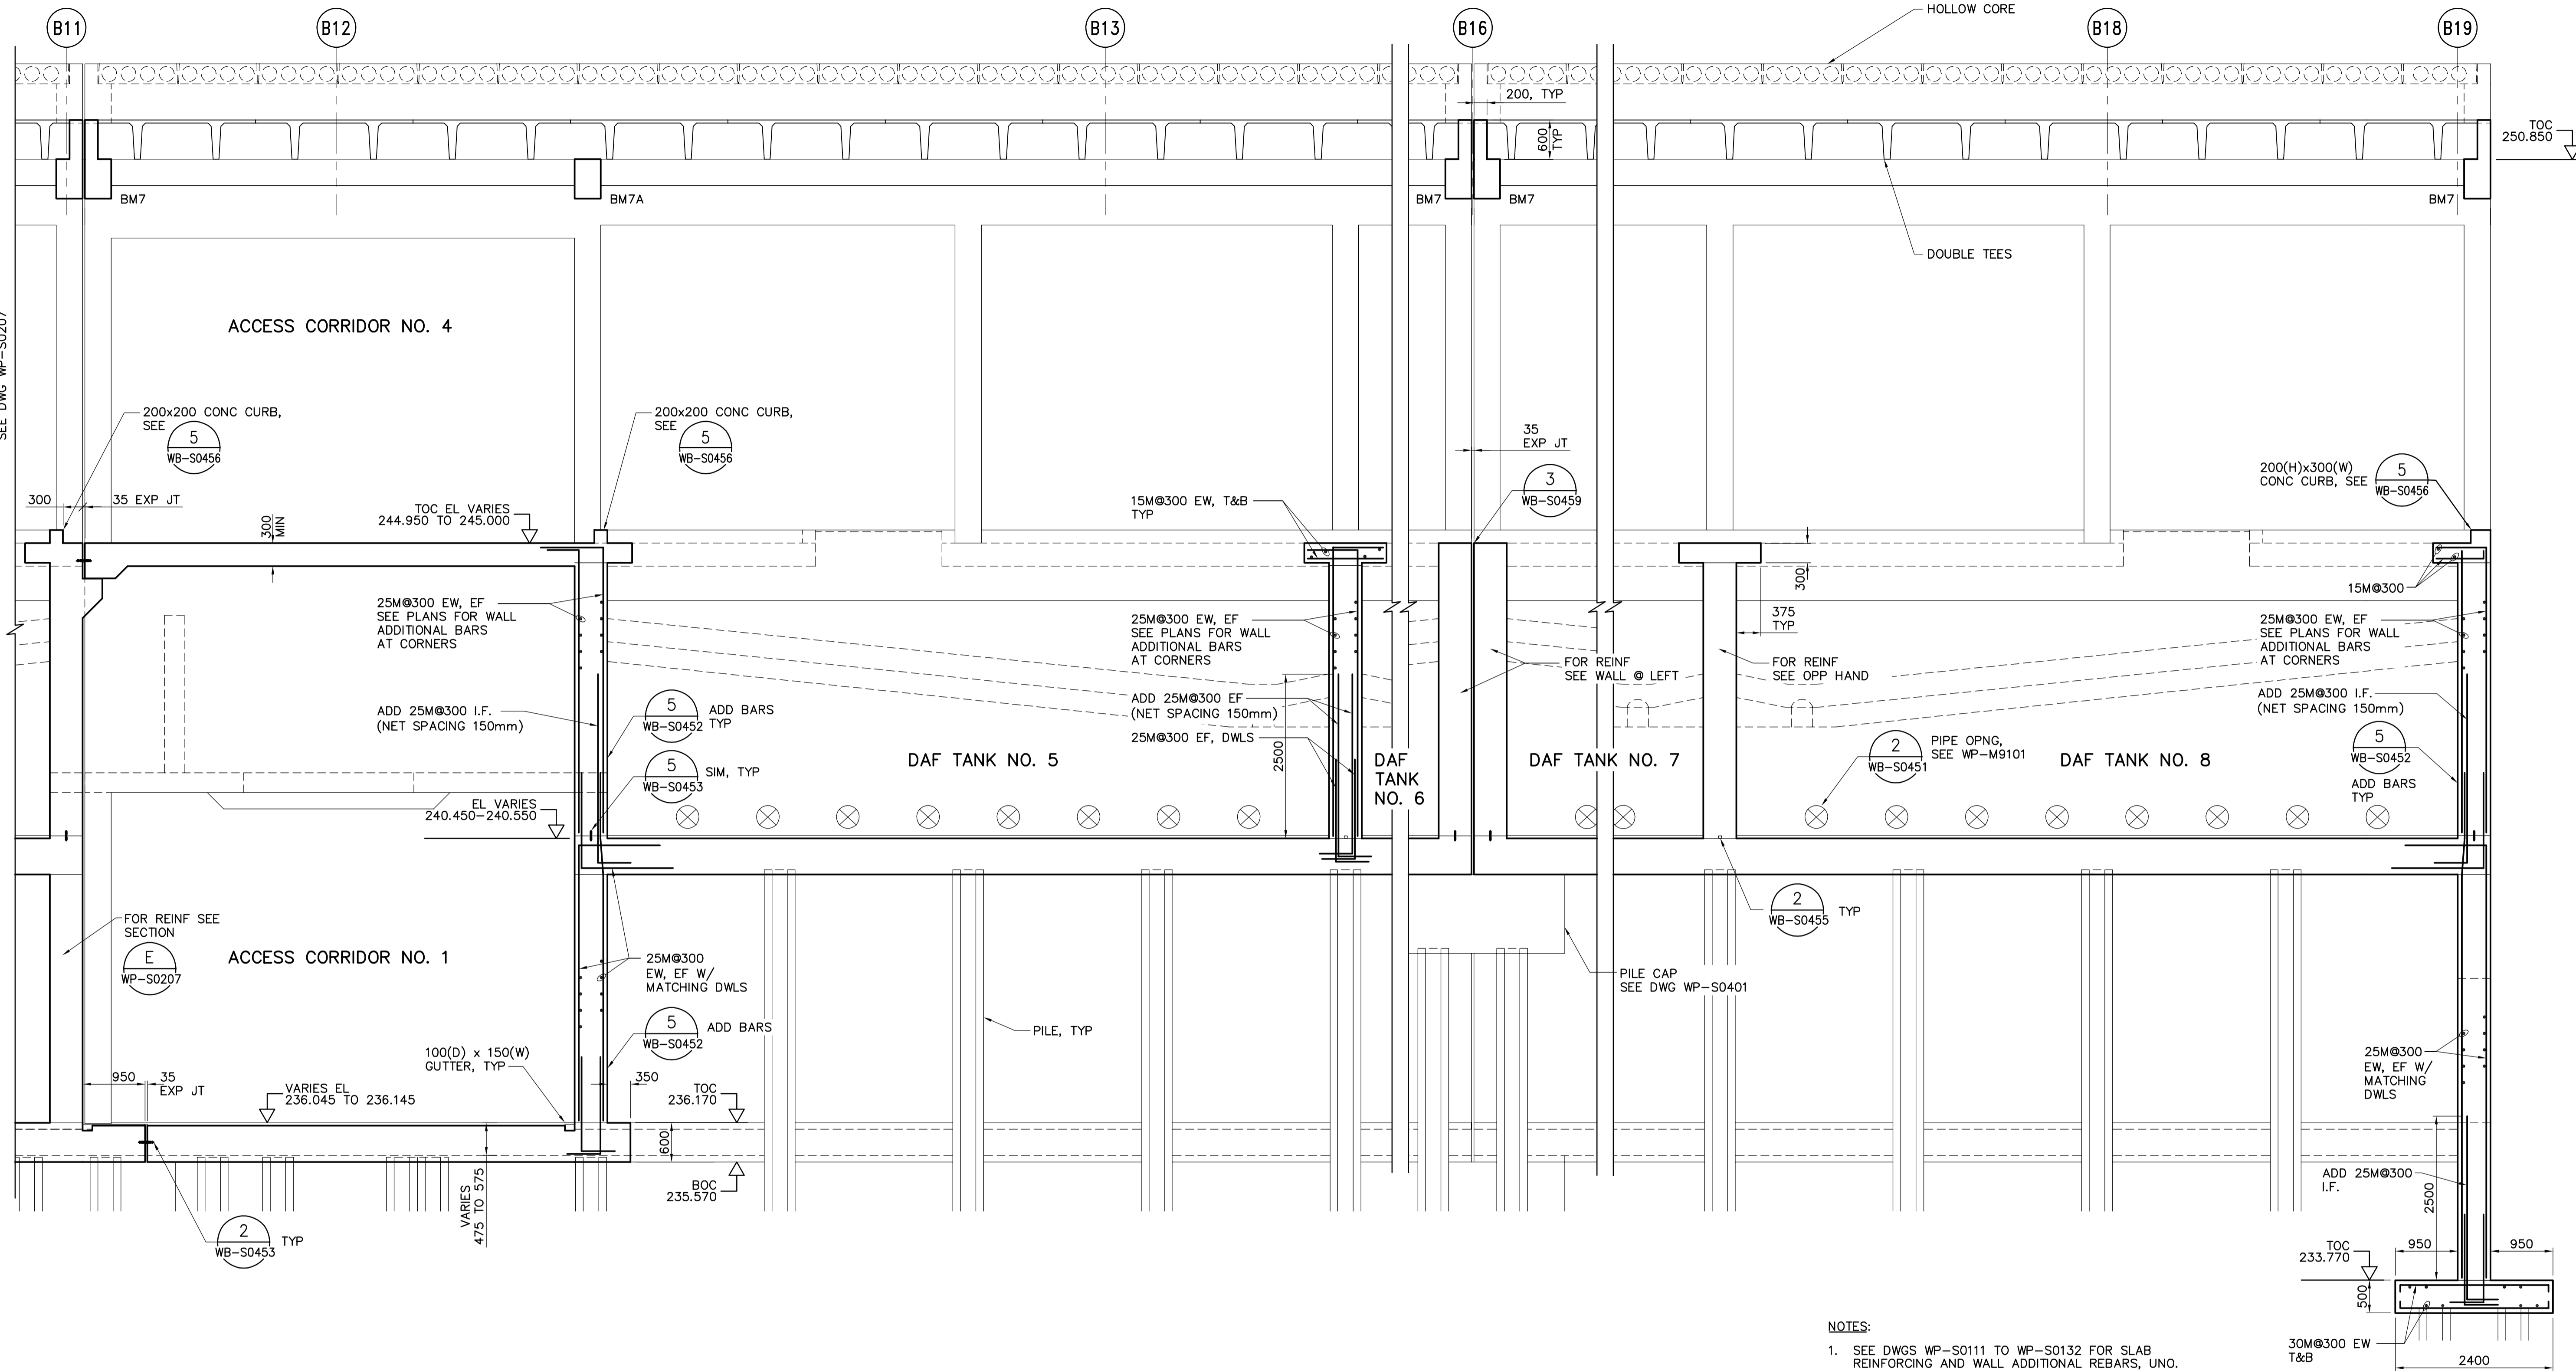 B11
B12
B13
B16
B18
B19
HOLLOW CORE
200, TYP
600
TYP
TOC
250.850
BM7
BM7A
BM7
BM7
BM7
DOUBLE TEES
SEE DWG WP-S0207
ACCESS CORRIDOR NO. 4
200x200 CONC CURB,
SEE
5
WB-S0456
200x200 CONC CURB,
SEE
5
WB-S0456
35
EXP JT
3
WB-S0459
200(H)x300(W)
CONC CURB, SEE
5
WB-S0456
300
35 EXP JT
TOC EL VARIES
244.950 TO 245.000
300
MIN
15M@300 EW, T&B
TYP
300
375
TYP
15M@300
25M@300 EW, EF
SEE PLANS FOR WALL
ADDITIONAL BARS
AT CORNERS
25M@300 EW, EF
SEE PLANS FOR WALL
ADDITIONAL BARS
AT CORNERS
25M@300 EW, EF
SEE PLANS FOR WALL
ADDITIONAL BARS
AT CORNERS
FOR REINF
SEE WALL @ LEFT
FOR REINF
SEE OPP HAND
ADD 25M@300 I.F.
(NET SPACING 150mm)
5
WB-S0452
ADD BARS
TYP
ADD 25M@300 EF
(NET SPACING 150mm)
25M@300 EF, DWLS
2500
ADD 25M@300 I.F.
(NET SPACING 150mm)
5
WB-S0452
ADD BARS
TYP
5
WB-S0453
SIM, TYP
DAF TANK NO. 5
DAF
TANK
NO. 6
DAF TANK NO. 7
2
WB-S0451
PIPE OPNG,
SEE WP-M9101
DAF TANK NO. 8
EL VARIES
240.450-240.550
FOR REINF SEE
SECTION
E
WP-S0207
ACCESS CORRIDOR NO. 1
25M@300
EW, EF W/
MATCHING DWLS
5
WB-S0452
ADD BARS
PILE, TYP
PILE CAP
SEE DWG WP-S0401
2
WB-S0455
TYP
25M@300
EW, EF W/
MATCHING
DWLS
100(D) x 150(W)
GUTTER, TYP
950
35
EXP JT
VARIES EL
236.045 TO 236.145
350
TOC
236.170
600
BOC
235.570
VARIES
475 TO 575
2
WB-S0453
TYP
ADD 25M@300
I.F.
2500
TOC
233.770
950
950
500
30M@300 EW
T&B
2400
NOTES:
1. SEE DWGS WP-S0111 TO WP-S0132 FOR SLAB
REINFORCING AND WALL ADDITIONAL REBARS, UNO.